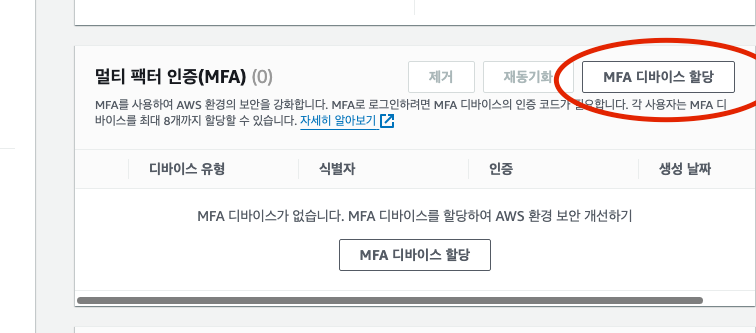 멀티 팩터 인증(MFA) (0)
제거
재동기화
MFA 디바이스 할당
MFA를 사용하여 AWS 환경의 보안을 강화합니다. MFA로 로그인하려면 MFA 디바이스의 인증 코드가 필요합니다. 각 사용자는 MFA 디
바이스를 최대 8개까지 할당할 수 있습니다. 자세히 알아보기
디바이스 유형
식별자
인증
생성 날짜
MFA 디바이스가 없습니다. MFA 디바이스를 할당하여 AWS 환경 보안 개선하기
MFA 디바이스 할당